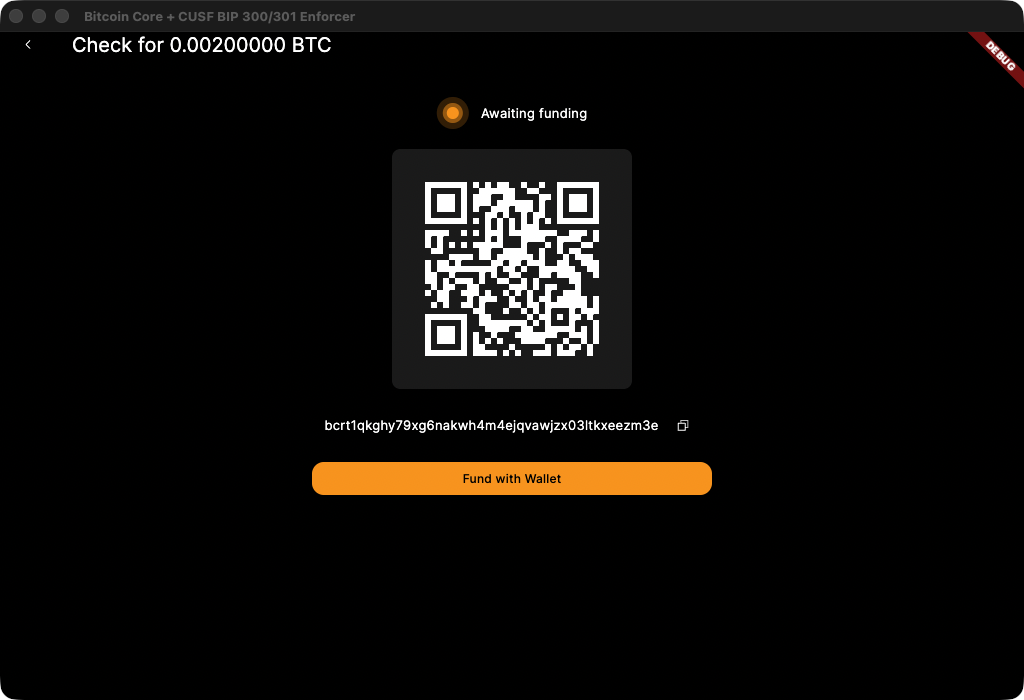 Bitcoin Core + CUSF BIP 300/301 Enforcer
Check for 0.00200000 BTC
DEBUG
Awaiting funding
bcrt1qkghy79xg6nakwh4m4ejqvawjzx03ltkxeezm3e
Fund with Wallet